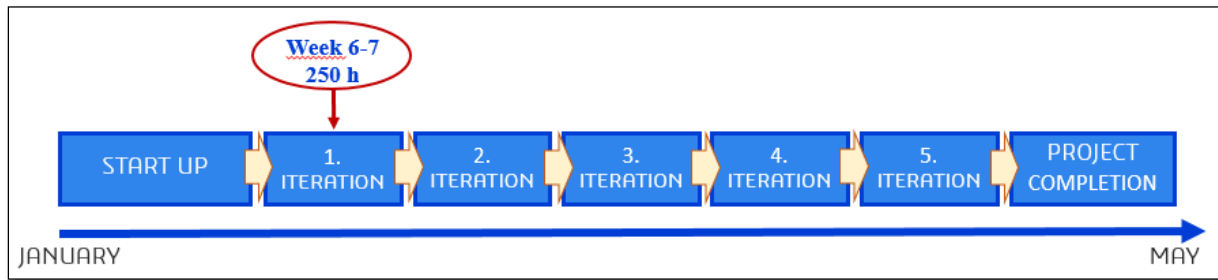 Week 6-7
250 h
START UP
1.
ITERATION
2.
ITERATION
3.
ITERATION
4.
ITERATION
5.
ITERATION
PROJECT
COMPLETION
JANUARY
MAY